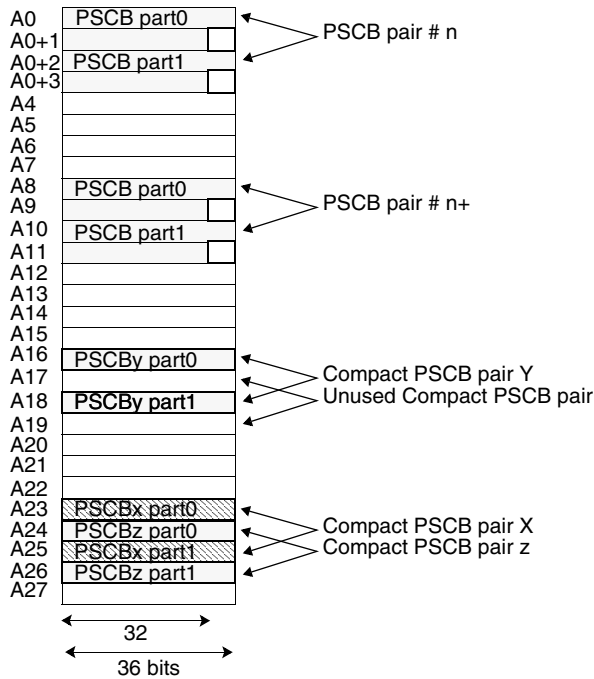 A0 PSCB part0
A0+1 PSCB pair # n
A0+2 PSCB part1
A0+3
A4
A5
A6
A7
A8 PSCB part0
A9 PSCB pair # n+
A10 PSCB part1
A11
A12
A13
A14
A15
A16 PSCBy part0
A17 Compact PSCB pair Y
A18 PSCBy part1 Unused Compact PSCB pair
A19
A20
A21
A22
A23 PSCBx part0
A24 PSCBz part0 Compact PSCB pair X
A25 PSCBx part1 Compact PSCB pair z
A26 PSCBz part1
A27
32
36 bits